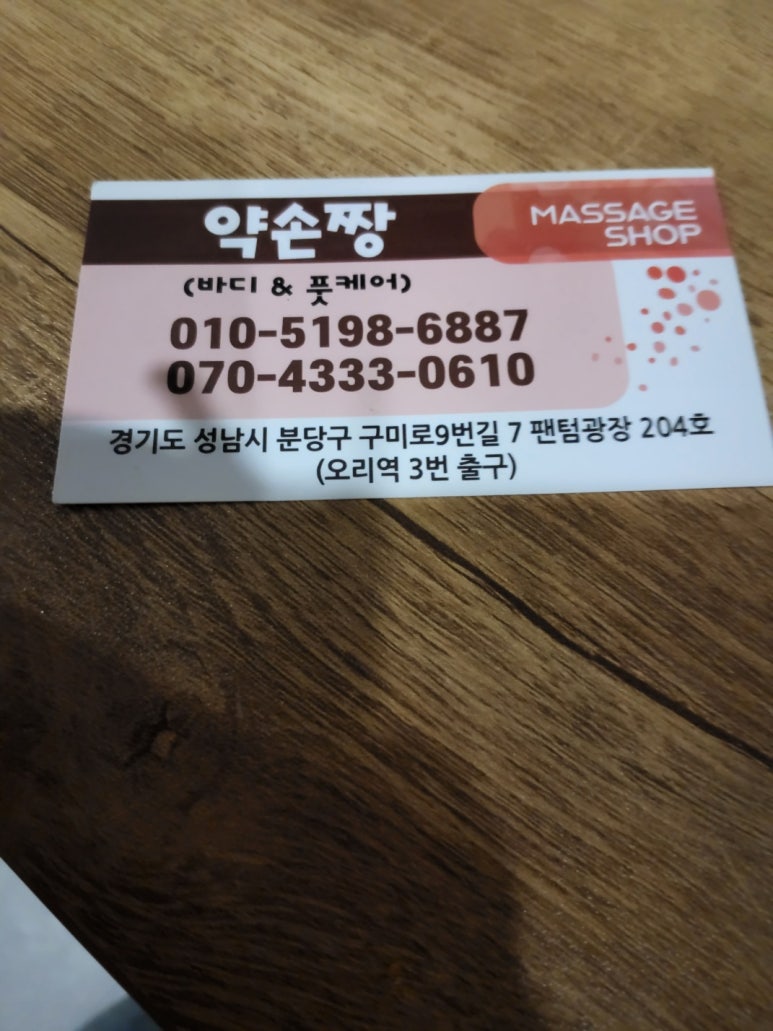 약손짱
MASSAGE
SHOP
(바디 & 풋케어)
010-5198-6887
070-4333-0610
경기도 성남시 분당구 구미로9번길 7 팬텀광장 204호
(오리역 3번 출구)